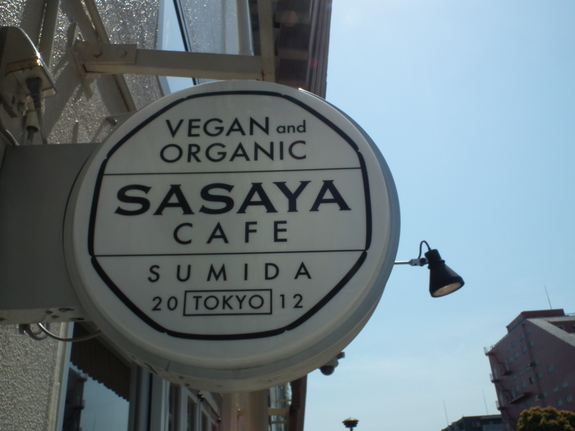 VEGAN and
ORGANIC
SASAYA
CAFE
SUMIDA
20 TOKYO 12